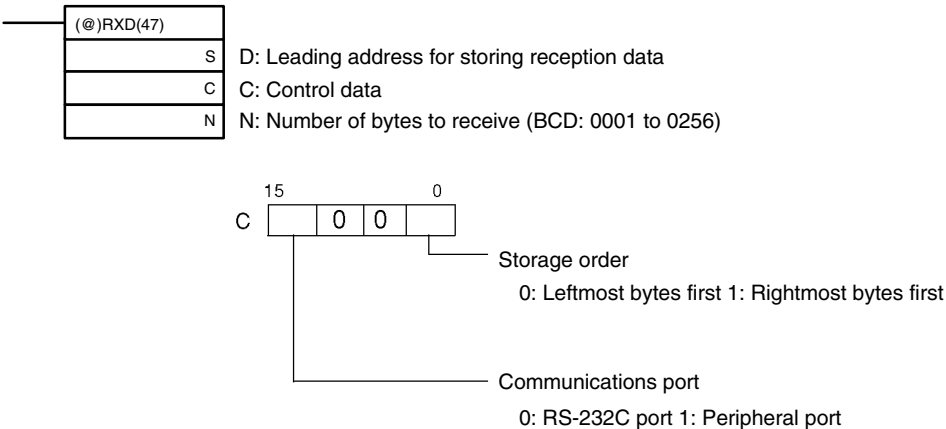 (@)RXD(47)
S D: Leading address for storing reception data
C C: Control data
N N: Number of bytes to receive (BCD: 0001 to 0256)
15 0
C 0 0
Storage order
0: Leftmost bytes first 1: Rightmost bytes first
Communications port
0: RS-232C port 1: Peripheral port